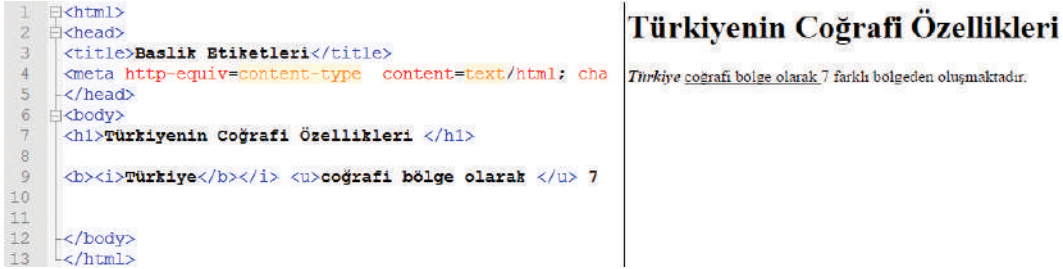 1 <html>
2 <head>
3 <title>Baslik Etiketleri</title>
4 <meta http-equiv=content-type content=text/html; cha
5 </head>
6 <body>
7 <h1>Türkiyenin Coğrafi Özellikleri </h1>
8
9 <b><i>Türkiye</b></i> <u>coğrafi bölge olarak </u> 7
10
11
12 </body>
13 </html>
Türkiyenin Coğrafi Özellikleri
Türkiye coğrafi bölge olarak 7 farklı bölgeden oluşmaktadır.